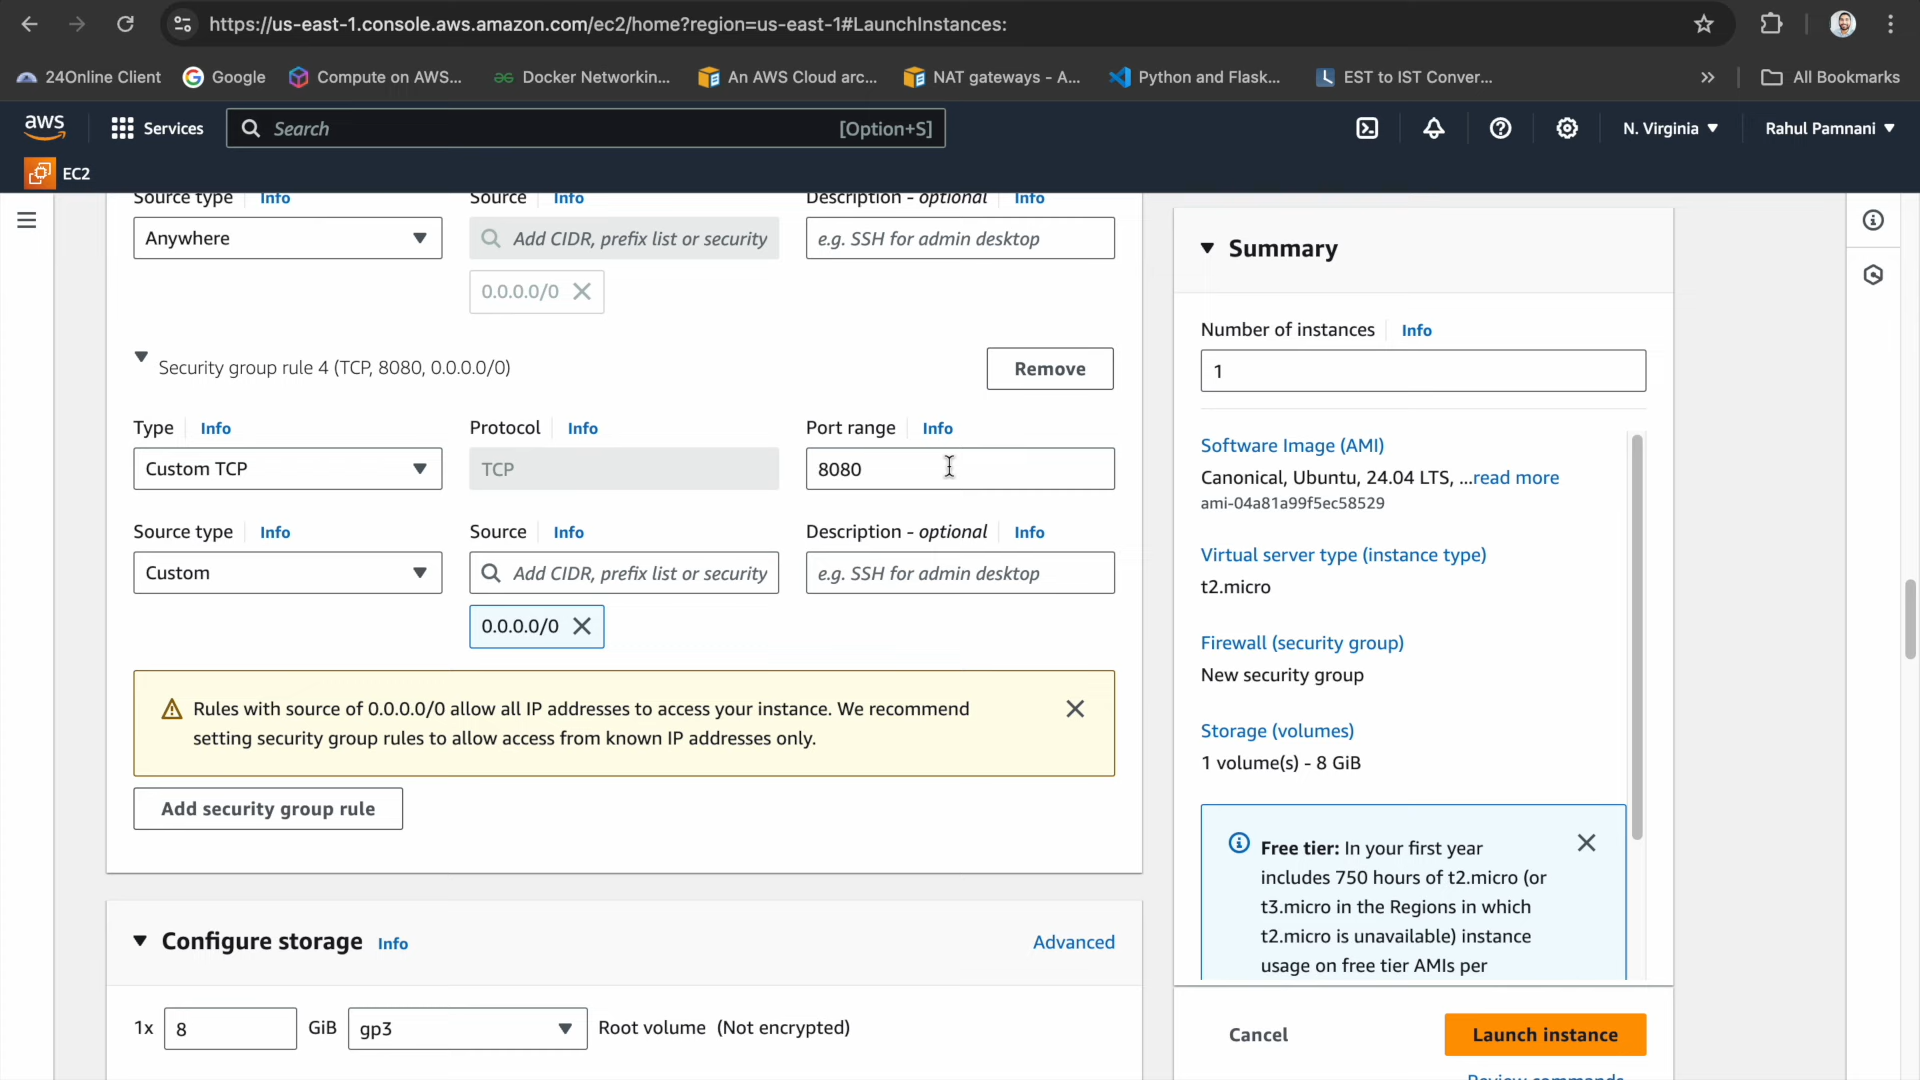 https://us-east-1.console.aws.amazon.com/ec2/home?region=us-east-1#LaunchInstances:
24Online Client
Google
Compute on AWS...
Docker Networkin...
An AWS Cloud arc...
NAT gateways - A...
Python and Flask...
EST to IST Conver...
All Bookmarks
aws
Services
Search
[Option+S]
N. Virginia
Rahul Pamnani
EC2
Source type Info
Source Info
Description - optional Info
Anywhere
Add CIDR, prefix list or security
e.g. SSH for admin desktop
0.0.0.0/0
Security group rule 4 (TCP, 8080, 0.0.0.0/0)
Remove
Type Info
Protocol Info
Port range Info
Custom TCP
TCP
8080
Source type Info
Source Info
Description - optional Info
Custom
Add CIDR, prefix list or security
e.g. SSH for admin desktop
0.0.0.0/0
Rules with source of 0.0.0.0/0 allow all IP addresses to access your instance. We recommend
setting security group rules to allow access from known IP addresses only.
Add security group rule
Configure storage Info
Advanced
1x
8
GiB
gp3
Root volume (Not encrypted)
Summary
Number of instances Info
1
Software Image (AMI)
Canonical, Ubuntu, 24.04 LTS, ...read more
ami-04a81a99f5ec58529
Virtual server type (instance type)
t2.micro
Firewall (security group)
New security group
Storage (volumes)
1 volume(s) - 8 GiB
Free tier: In your first year
includes 750 hours of t2.micro (or
t3.micro in the Regions in which
t2.micro is unavailable) instance
usage on free tier AMIs per
Cancel
Launch instance
Review commands